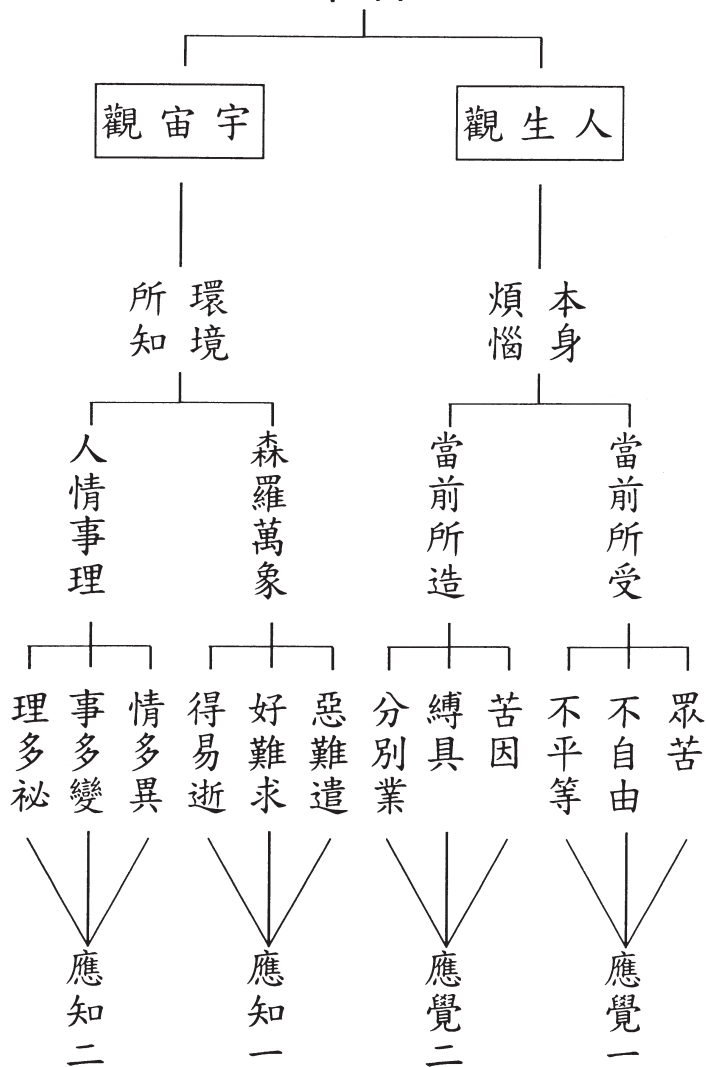 人生觀
宇宙觀
本身
煩惱
環境
所知
當前所受
當前所造
森羅萬象
人情事理
眾苦
不自由
不平等
苦因
縛具
分別業
惡難遣
好難求
得易逝
情多異
事多變
理多祕
應覺一
應覺二
應知一
應知二